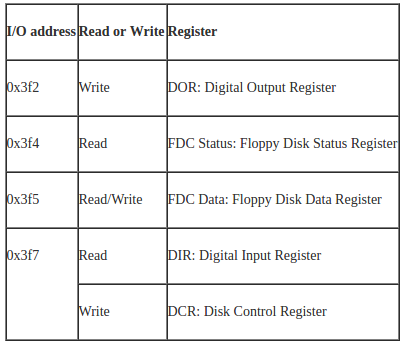 I/O address Read or Write Register
0x3f2 Write DOR: Digital Output Register
0x3f4 Read FDC Status: Floppy Disk Status Register
0x3f5 Read/Write FDC Data: Floppy Disk Data Register
0x3f7 Read DIR: Digital Input Register
Write DCR: Disk Control Register